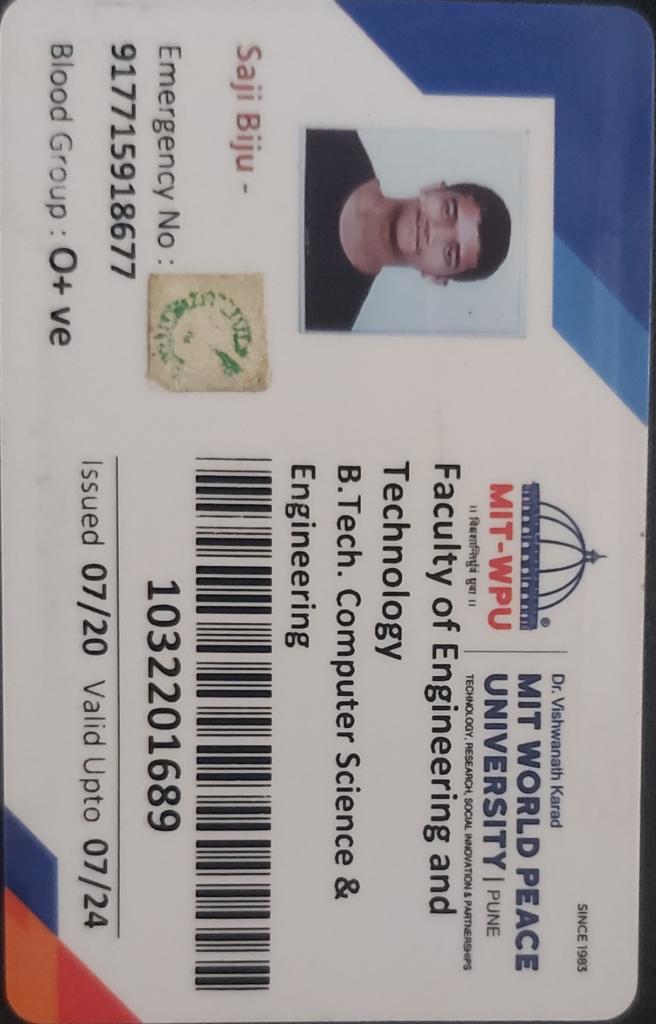 Dr. Vishwanath Karad
MIT WORLD PEACE
UNIVERSITY | PUNE
TECHNOLOGY, RESEARCH, SOCIAL INNOVATION & PARTNERSHIPS
SINCE 1983
MIT-WPU
Faculty of Engineering and
Technology
B.Tech. Computer Science &
Engineering
1032201689
Issued 07/20 Valid Upto 07/24
Saji Biju -
Emergency No :
917715918677
Blood Group : O+ ve